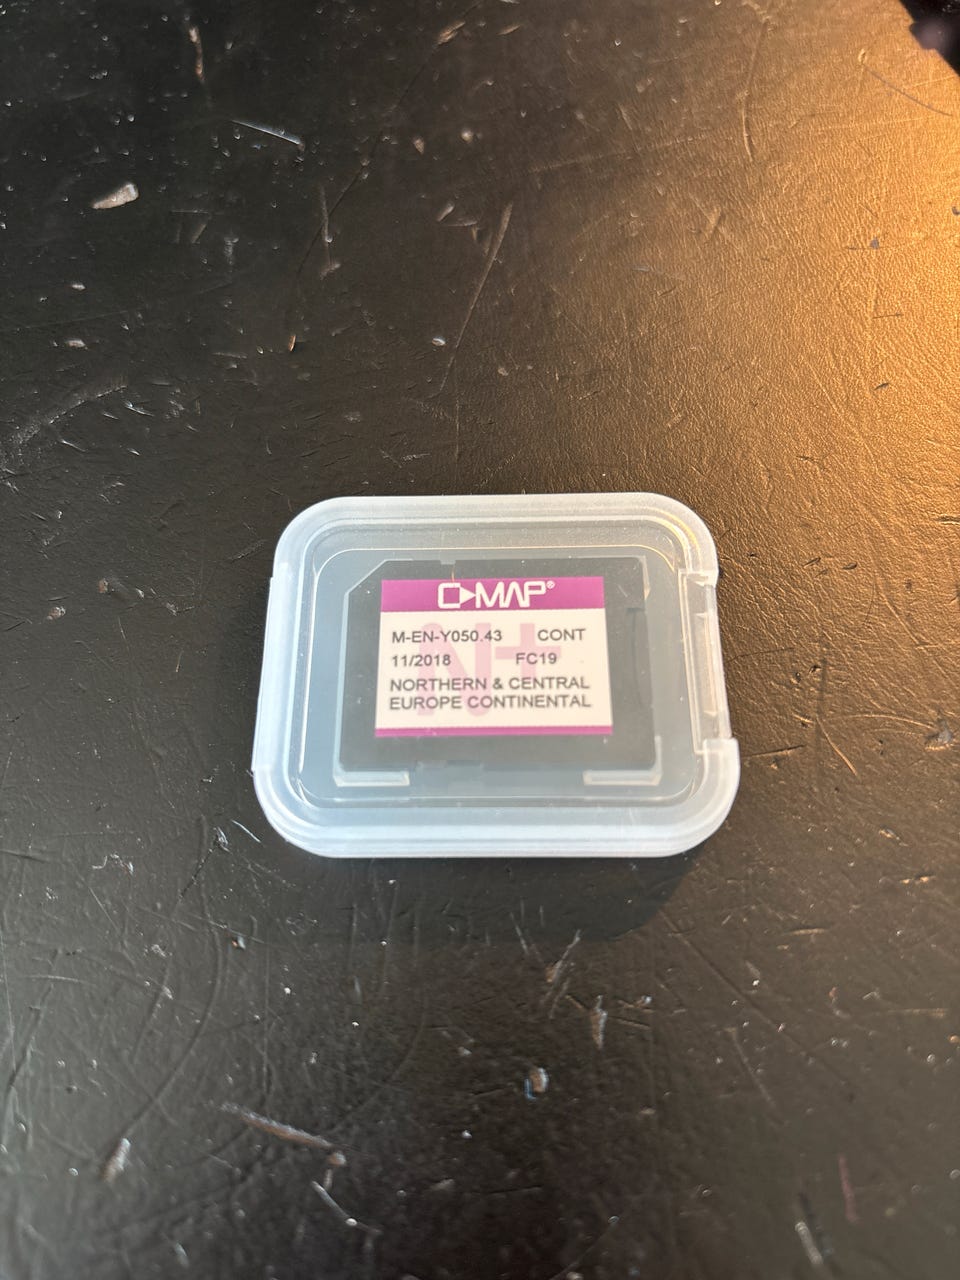 C-MAP®
M-EN-Y050.43 CONT
11/2018 FC19
NORTHERN & CENTRAL
EUROPE CONTINENTAL
N+